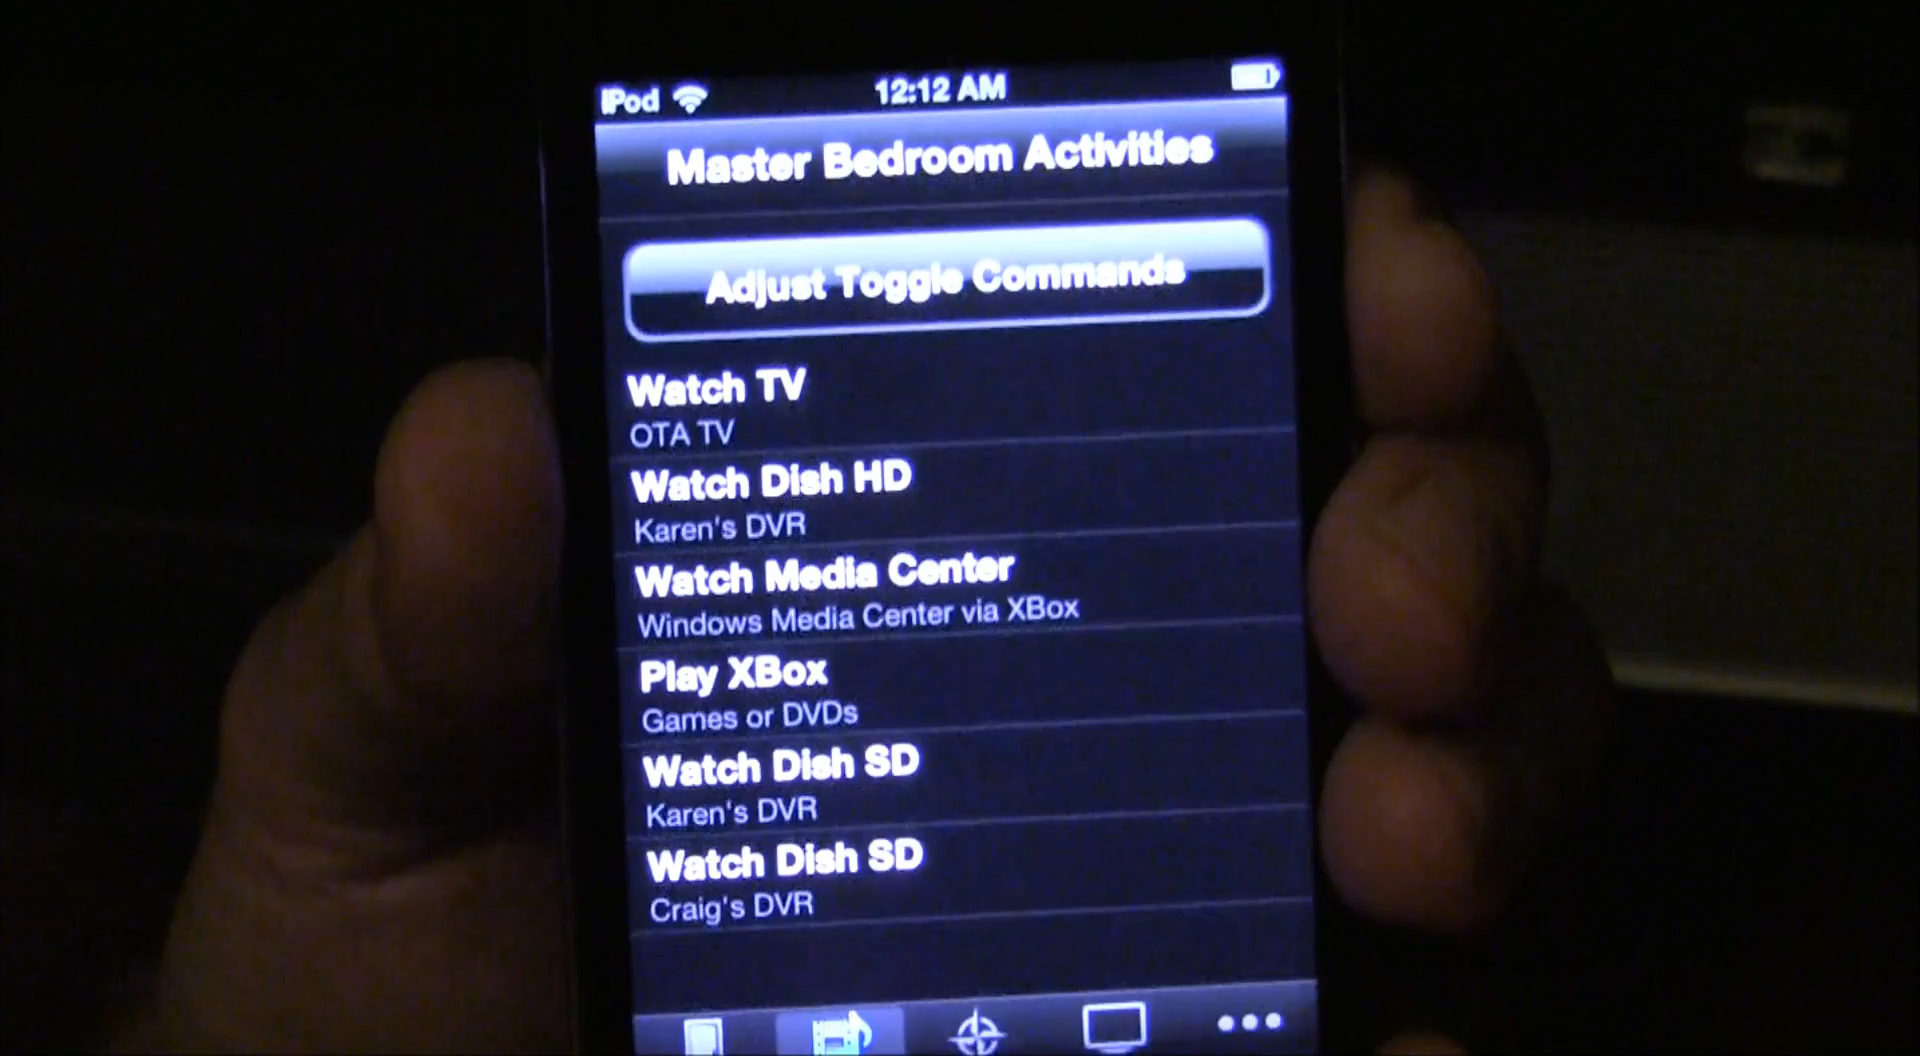 iPod 12:12 AM
Master Bedroom Activities
Adjust Toggle Commands
Watch TV
OTA TV
Watch Dish HD
Karen's DVR
Watch Media Center
Windows Media Center via XBox
Play XBox
Games or DVDs
Watch Dish SD
Karen's DVR
Watch Dish SD
Craig's DVR